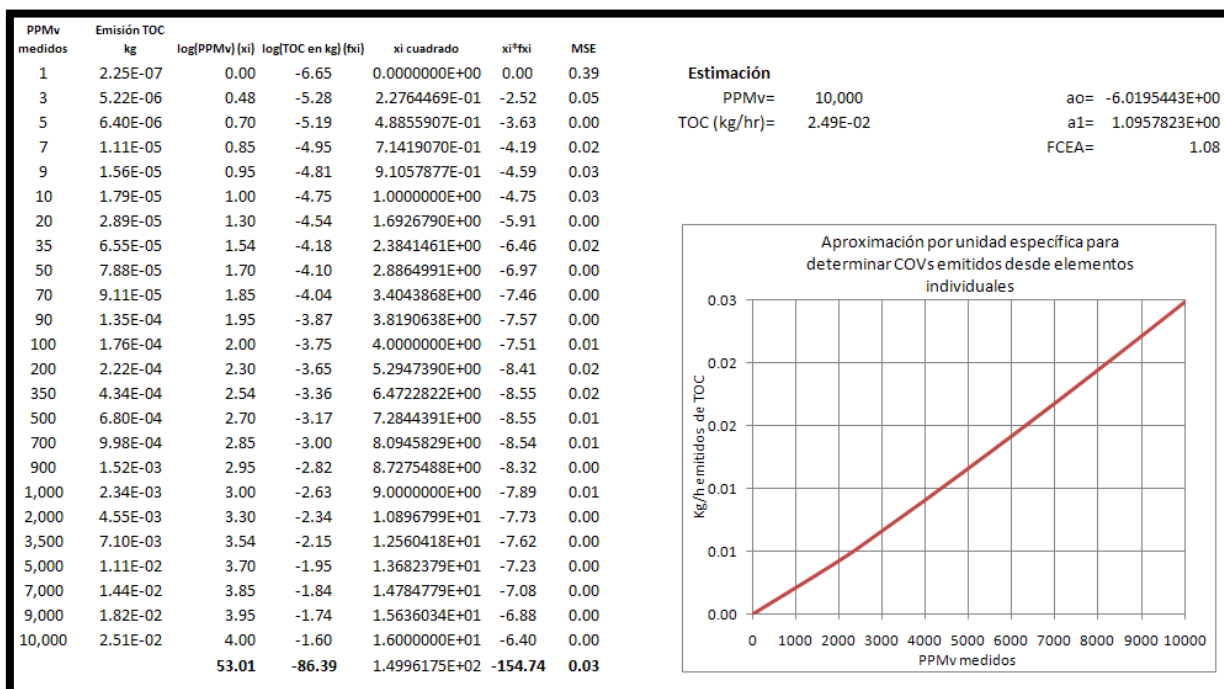 PPMv Emisión TOC
medidos kg log(PPMv) (xi) log(TOC en kg) (fxi) xi cuadrado xi*fxi MSE
1 2.25E-07 0.00 -6.65 0.0000000E+00 0.00 0.39
3 5.22E-06 0.48 -5.28 2.2764469E-01 -2.52 0.05
5 6.40E-06 0.70 -5.19 4.8855907E-01 -3.63 0.00
7 1.11E-05 0.85 -4.95 7.1419070E-01 -4.19 0.02
9 1.56E-05 0.95 -4.81 9.1057877E-01 -4.59 0.03
10 1.79E-05 1.00 -4.75 1.0000000E+00 -4.75 0.03
20 2.89E-05 1.30 -4.54 1.6926790E+00 -5.91 0.00
35 6.55E-05 1.54 -4.18 2.3841461E+00 -6.46 0.02
50 7.88E-05 1.70 -4.10 2.8864991E+00 -6.97 0.00
70 9.11E-05 1.85 -4.04 3.4043868E+00 -7.46 0.00
90 1.35E-04 1.95 -3.87 3.8190638E+00 -7.57 0.00
100 1.76E-04 2.00 -3.75 4.0000000E+00 -7.51 0.01
200 2.22E-04 2.30 -3.65 5.2947390E+00 -8.41 0.02
350 4.34E-04 2.54 -3.36 6.4722822E+00 -8.55 0.02
500 6.80E-04 2.70 -3.17 7.2844391E+00 -8.55 0.01
700 9.98E-04 2.85 -3.00 8.0945829E+00 -8.54 0.01
900 1.52E-03 2.95 -2.82 8.7275488E+00 -8.32 0.00
1,000 2.34E-03 3.00 -2.63 9.0000000E+00 -7.89 0.01
2,000 4.55E-03 3.30 -2.34 1.0896799E+01 -7.73 0.00
3,500 7.10E-03 3.54 -2.15 1.2560418E+01 -7.62 0.00
5,000 1.11E-02 3.70 -1.95 1.3682379E+01 -7.23 0.00
7,000 1.44E-02 3.85 -1.84 1.4784779E+01 -7.08 0.00
9,000 1.82E-02 3.95 -1.74 1.5636034E+01 -6.88 0.00
10,000 2.51E-02 4.00 -1.60 1.6000000E+01 -6.40 0.00
53.01 -86.39 1.4996175E+02 -154.74 0.03
Estimación
PPMv= 10,000 ao= -6.0195443E+00
TOC (kg/hr)= 2.49E-02 a1= 1.0957823E+00
FCEA= 1.08
Aproximación por unidad específica para
determinar COVs emitidos desde elementos
individuales
Kg/h emitidos de TOC
0.03
0.02
0.02
0.01
0.01
0.00
0 1000 2000 3000 4000 5000 6000 7000 8000 9000 10000
PPMv medidos